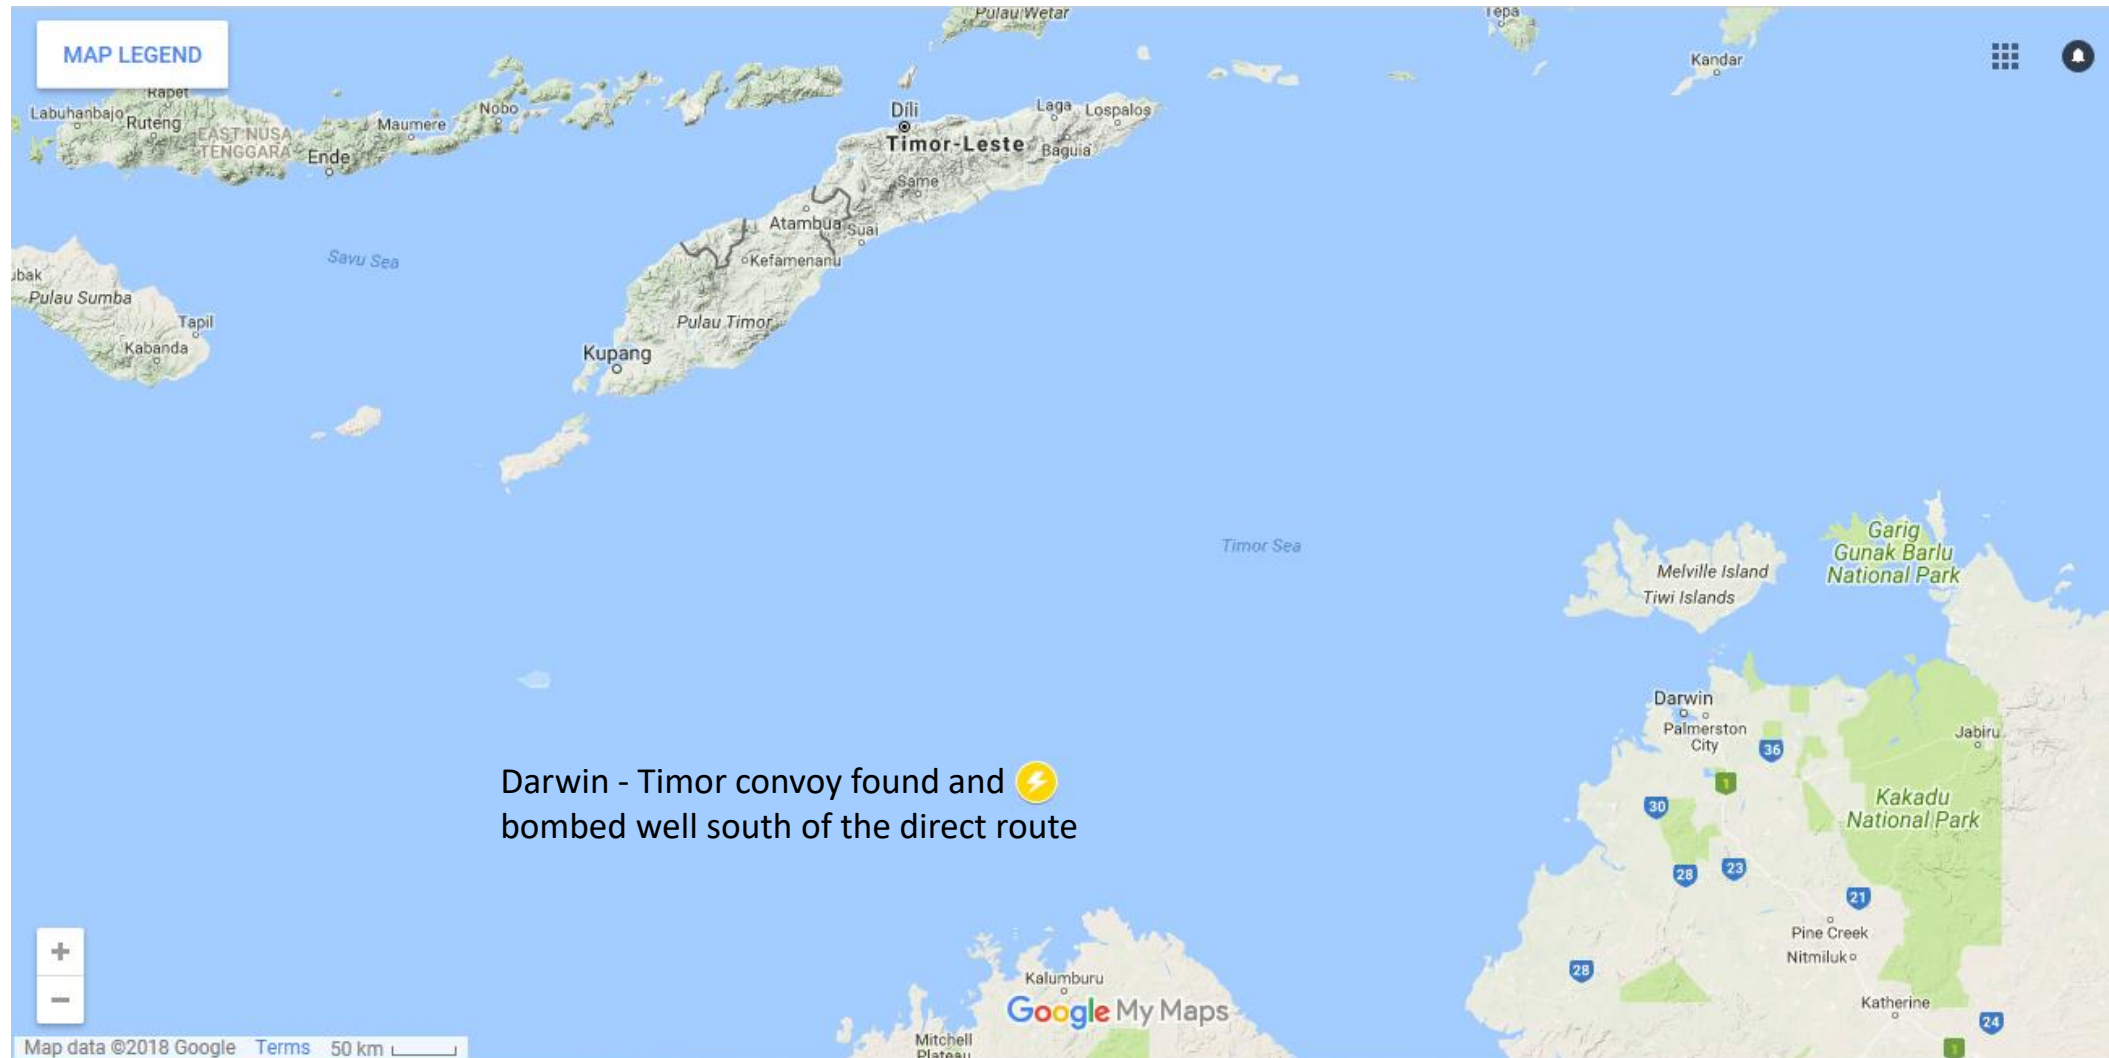 Pulau Wetar
Tepa
MAP LEGEND
Kandar
Rapet
Labuhanbajo
Ruteng
Nobo
Maumere
EAST NUSA
TENGGARA
Ende
Díli
Laga
Lospalos
Timor-Leste
Baguia
Same
Atambua
Suai
Kefamenanu
Savu Sea
Pulau Sumba
Tapil
Kabanda
Pulau Timor
Kupang
Timor Sea
Garig
Gunak Barlu
National Park
Melville Island
Tiwi Islands
Darwin
Palmerston
City
36
Jabiru
1
30
Kakadu
National Park
Darwin - Timor convoy found and
bombed well south of the direct route
28
23
21
Pine Creek
Nitmiluk
28
Katherine
24
1
+
−
Kalumburu
Google My Maps
Mitchell
Plateau
Map data ©2018 Google Terms 50 km